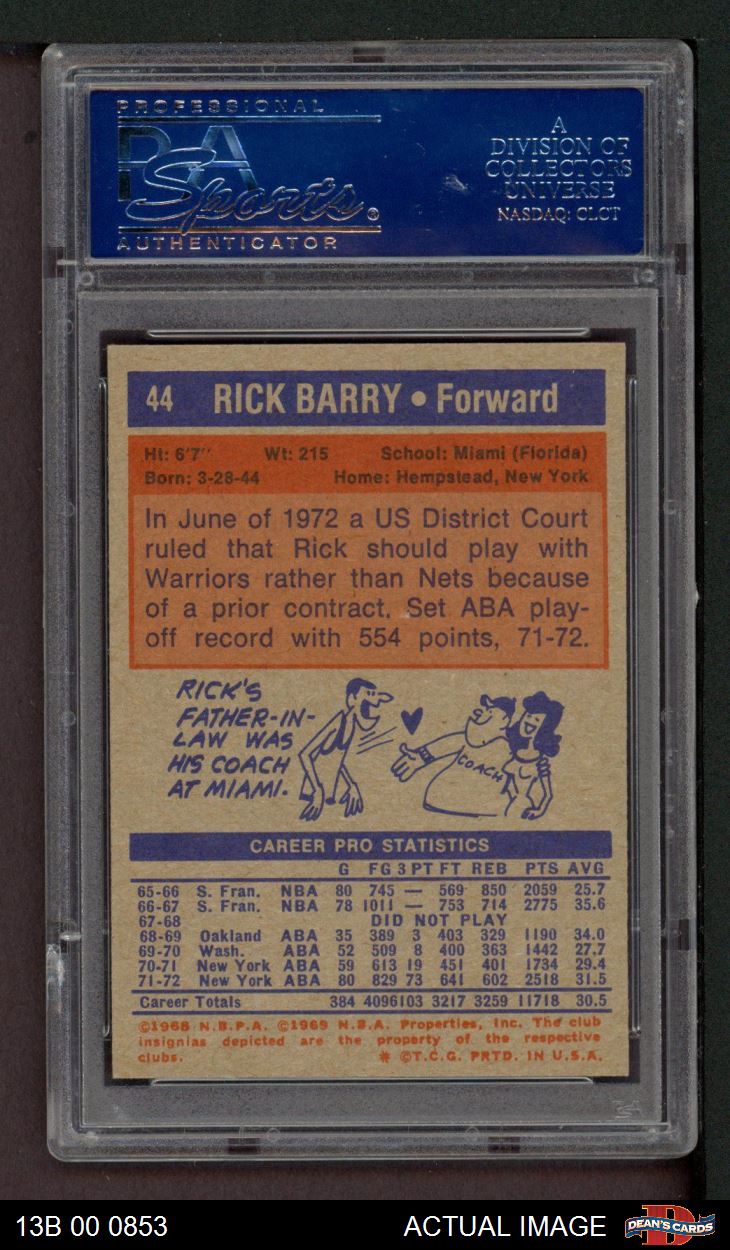 PROFESSIONAL
PSA
Sports®
AUTHENTICATOR
A
DIVISION OF
COLLECTORS
UNIVERSE
NASDAQ: CLCT
44 RICK BARRY • Forward
Ht: 6'7" Wt: 215 School: Miami (Florida)
Born: 3-28-44 Home: Hempstead, New York
In June of 1972 a US District Court
ruled that Rick should play with
Warriors rather than Nets because
of a prior contract. Set ABA play-
off record with 554 points, 71-72.
RICK'S
FATHER-IN-
LAW WAS
HIS COACH
AT MIAMI.
COACH
CAREER PRO STATISTICS
G FG 3 PT FT REB PTS AVG
65-66 S. Fran. NBA 80 745 — 569 850 2059 25.7
66-67 S. Fran. NBA 78 1011 — 753 714 2775 35.6
67-68 DID NOT PLAY
68-69 Oakland ABA 35 389 3 403 329 1190 34.0
69-70 Wash. ABA 52 509 8 400 363 1442 27.7
70-71 New York ABA 59 613 19 451 401 1734 29.4
71-72 New York ABA 80 829 73 641 602 2518 31.5
Career Totals 384 4096 103 3217 3259 11718 30.5
©1968 N.B.P.A. ©1969 N.B.A. Properties, Inc. The club
insignias depicted are the property of the respective
clubs. * ©T.C.G. PRTD. IN U.S.A.
13B 00 0853 ACTUAL IMAGE DEAN'S CARDS